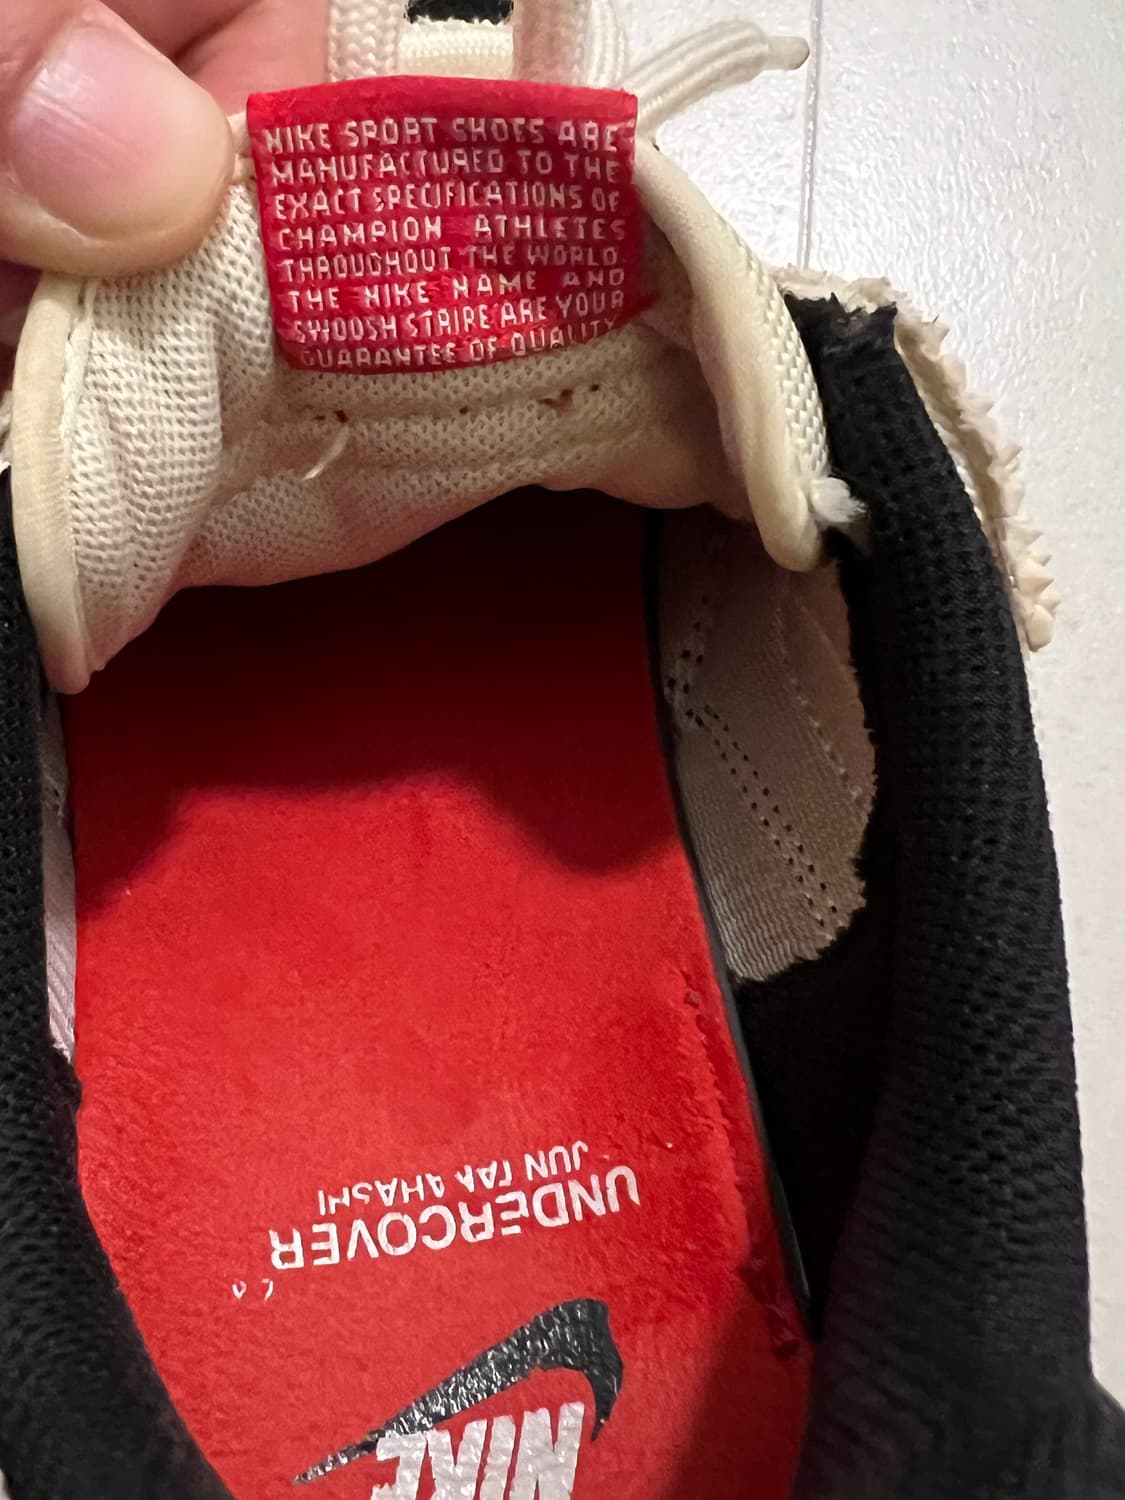 NIKE SPORT SHOES ARE
MANUFACTURED TO THE
EXACT SPECIFICATIONS OF
CHAMPION ATHLETES
THROUGHOUT THE WORLD.
THE NIKE NAME AND
SWOOSH STRIPE ARE YOUR
GUARANTEE OF QUALITY
NIKE
UNDERCOVER
JUN TAKAHASHI